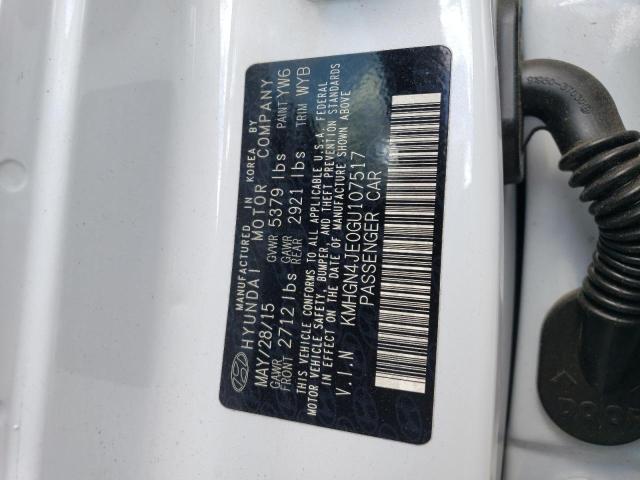 MANUFACTURED IN KOREA BY
HYUNDAI MOTOR COMPANY
MAY/28/15 GVWR 5379 lbs PAINT YW6
GAWR FRONT 2712 lbs GAWR REAR 2921 lbs TRIM WYB
THIS VEHICLE CONFORMS TO ALL APPLICABLE U.S.A. FEDERAL
MOTOR VEHICLE SAFETY, BUMPER, AND THEFT PREVENTION STANDARDS
IN EFFECT ON THE DATE OF MANUFACTURE SHOWN ABOVE
V.I.N KMHGN4JE0GU107517
PASSENGER CAR